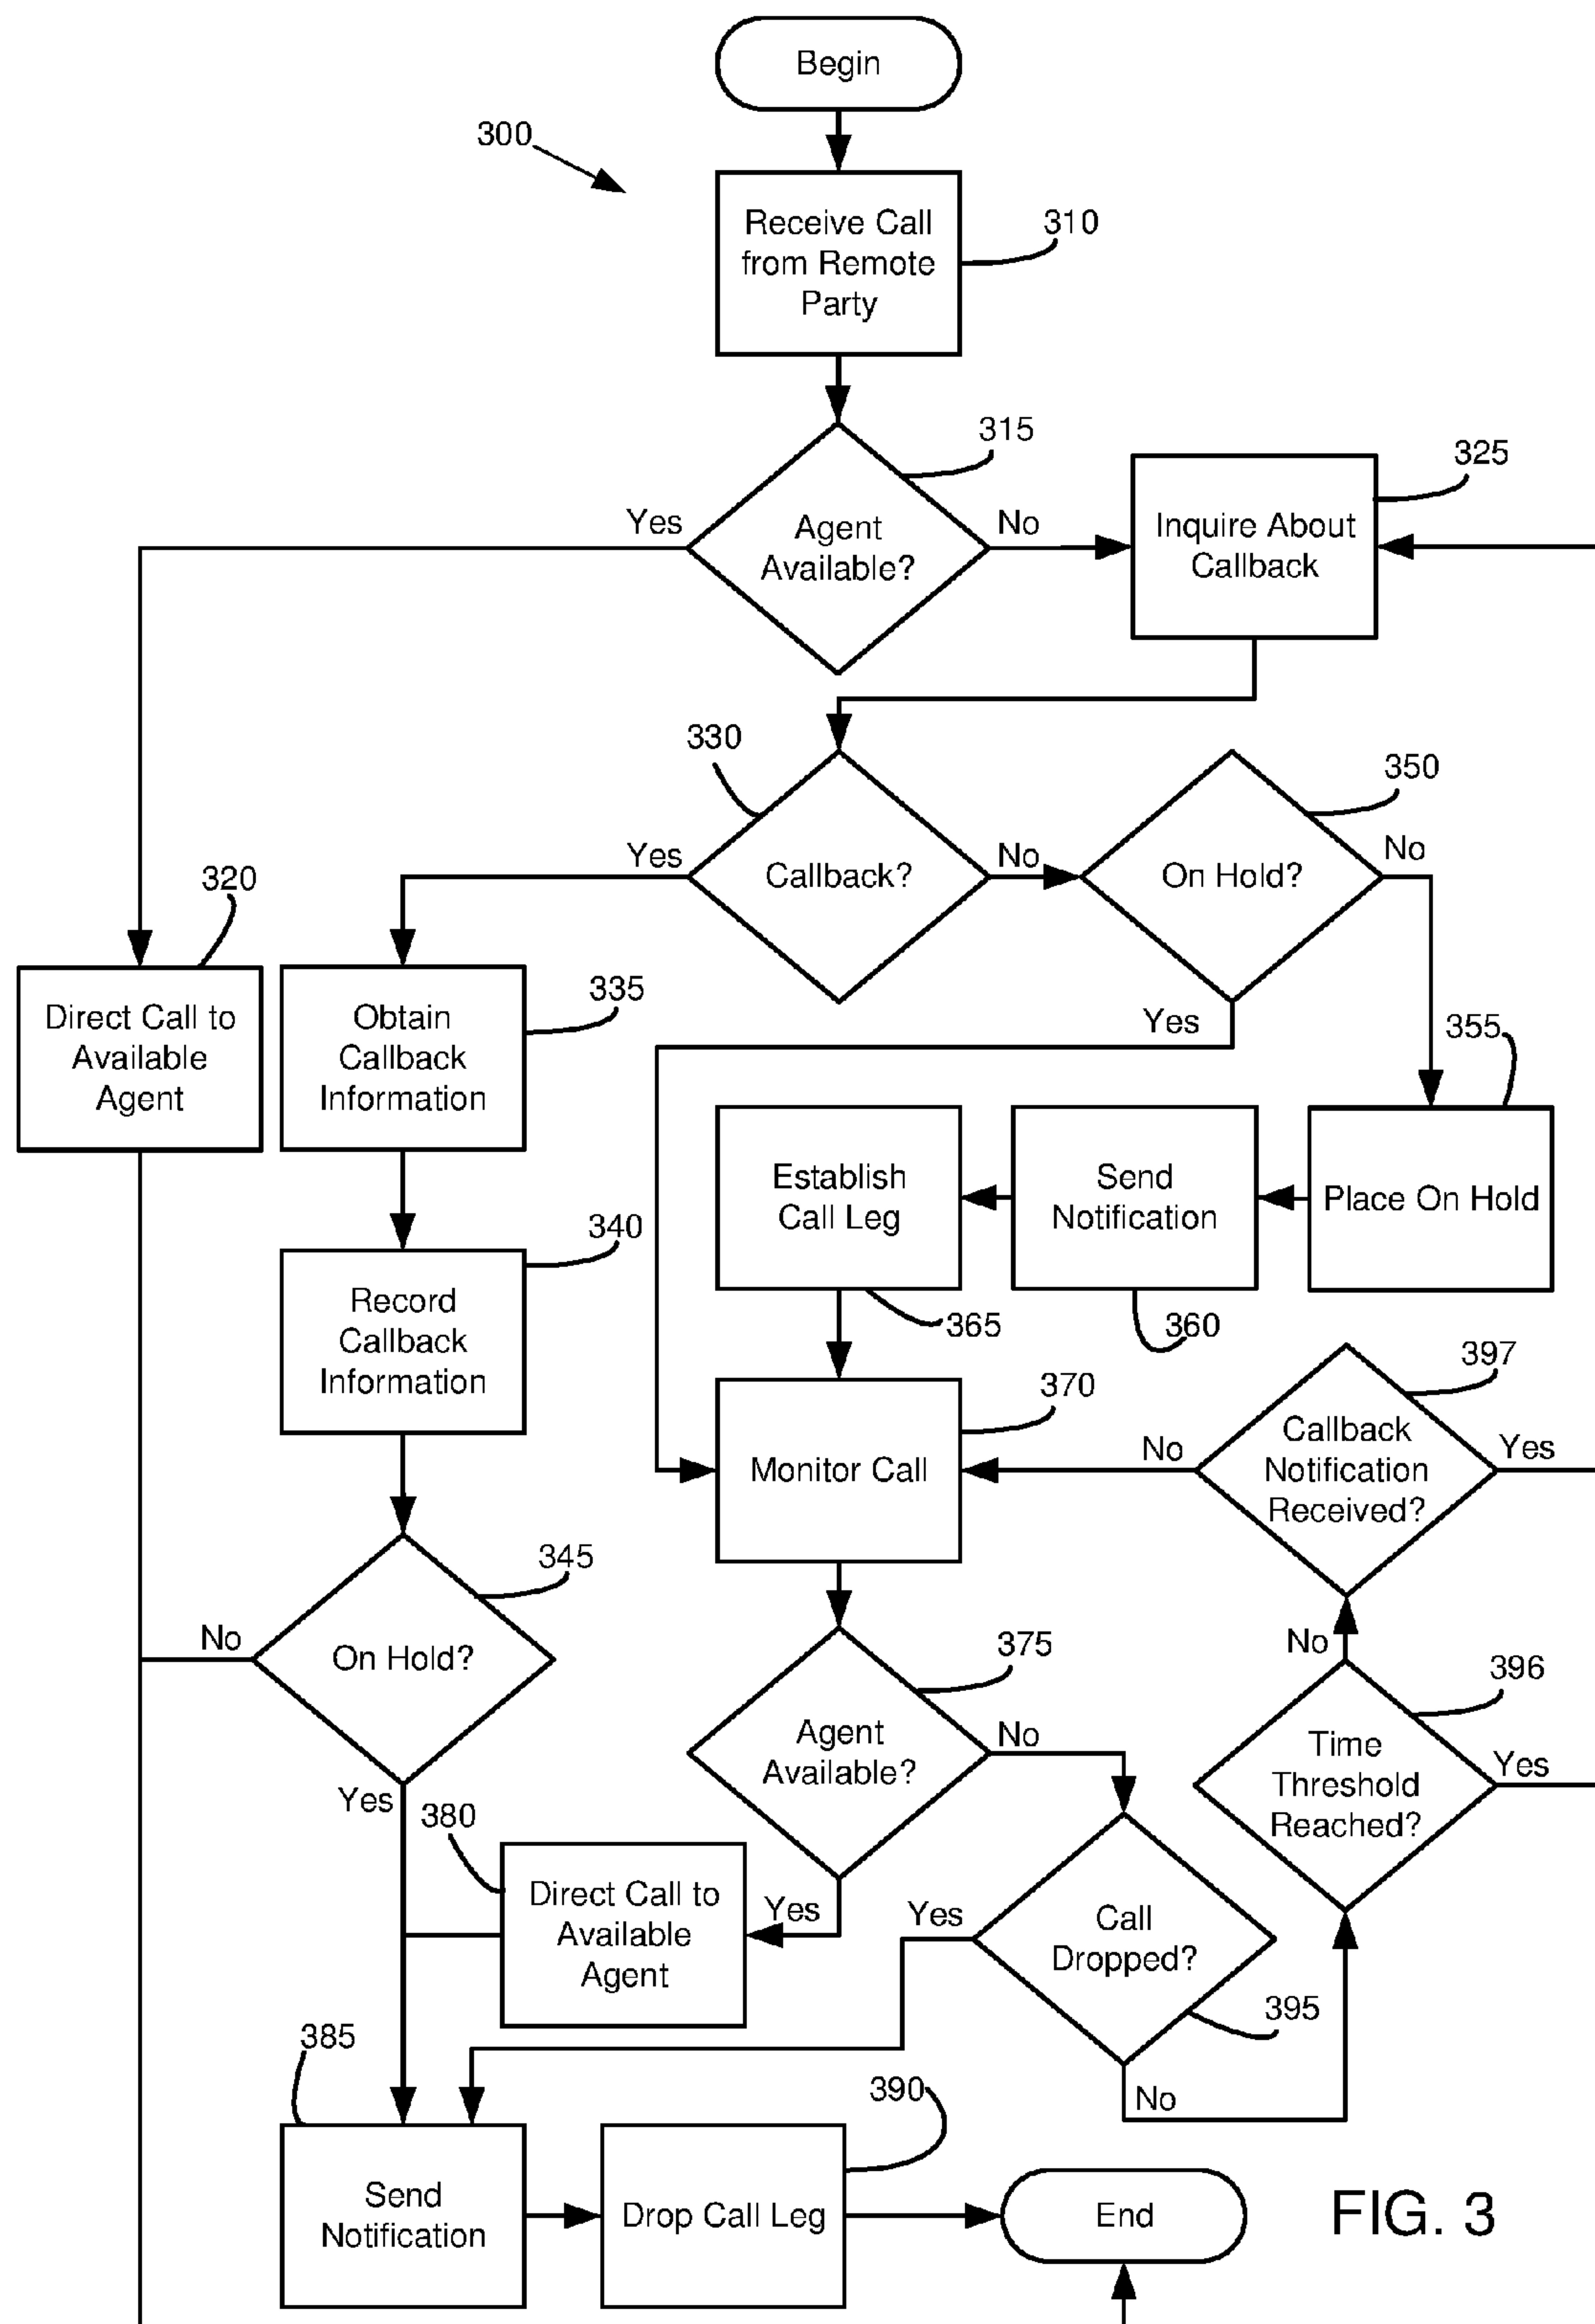 Begin
300
Receive Call
from Remote
Party
310
315
325
Yes
Agent
Available?
No
Inquire About
Callback
330
350
Yes
Callback?
No
On Hold?
No
320
Yes
335
355
Direct Call to
Available
Agent
Obtain
Callback
Information
Establish
Call Leg
Send
Notification
Place On Hold
340
365
360
Record
Callback
Information
397
370
Monitor Call
No
Callback
Notification
Received?
Yes
345
No
On Hold?
375
No
396
Agent
Available?
No
Time
Threshold
Reached?
Yes
Yes
380
Direct Call to
Available
Agent
Yes
Yes
Call
Dropped?
395
385
390
No
Send
Notification
Drop Call Leg
End
FIG. 3